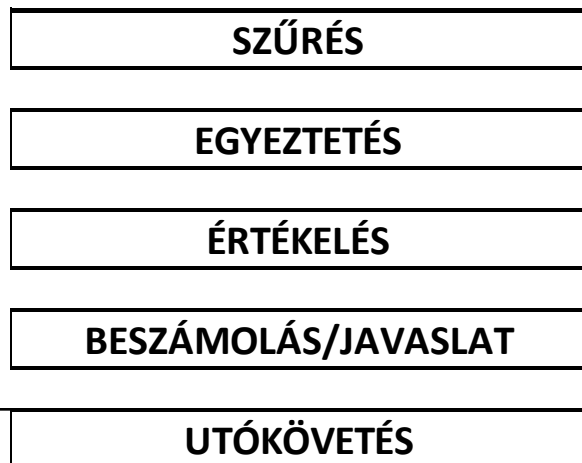 SZŰRÉS
EGYEZTETÉS
ÉRTÉKELÉS
BESZÁMOLÁS/JAVASLAT
UTÓKÖVETÉS